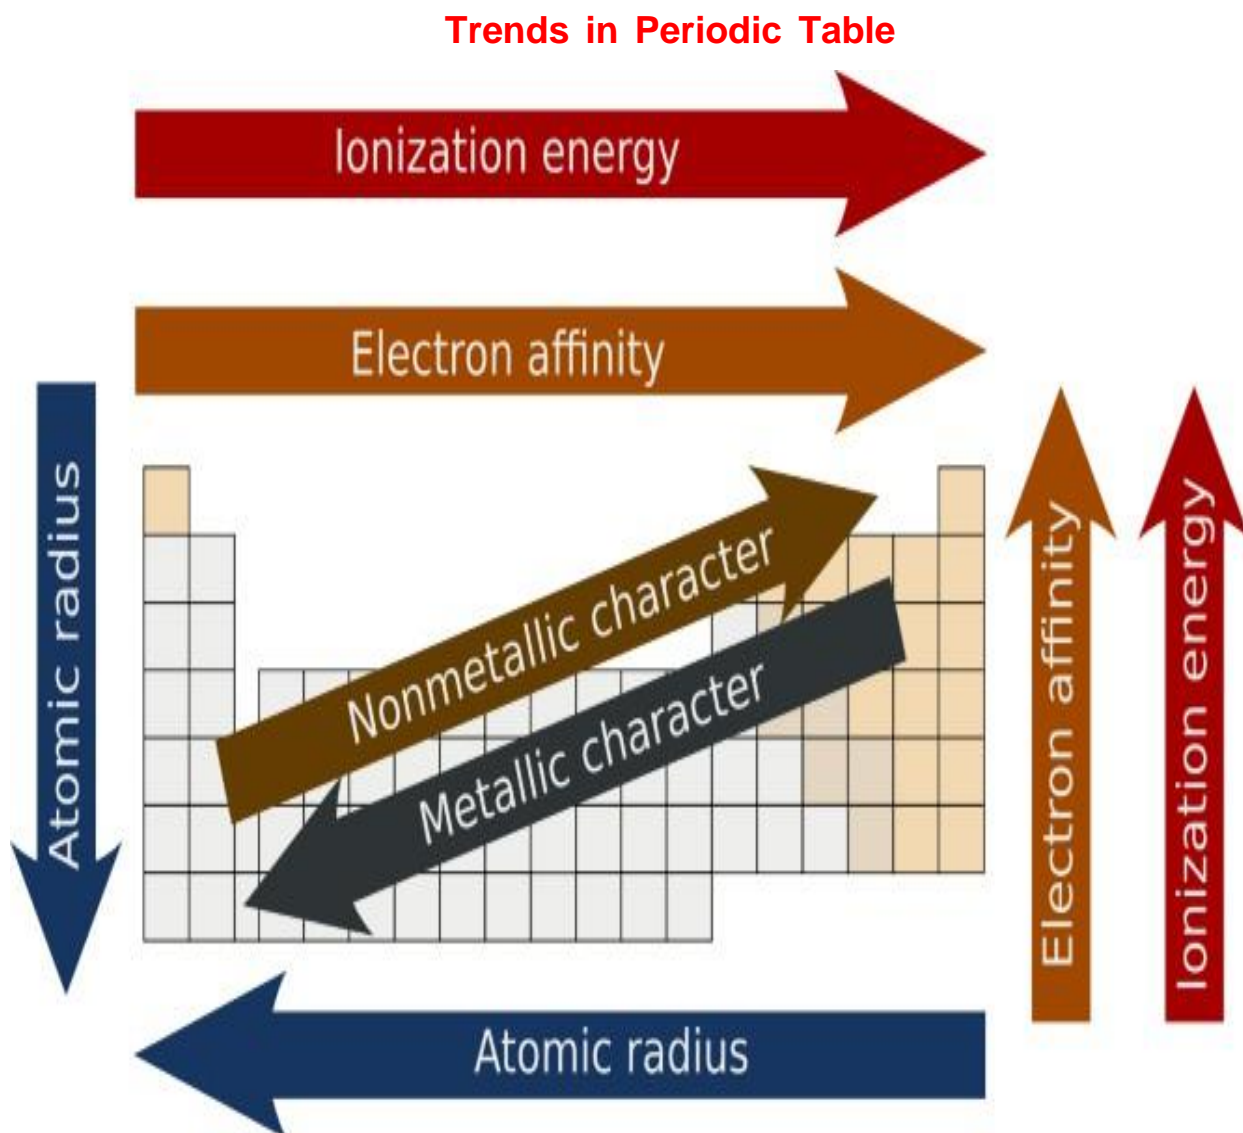 Trends in Periodic Table
Ionization energy
Electron affinity
Atomic radius
Nonmetallic character
Metallic character
Electron affinity
Ionization energy
Atomic radius